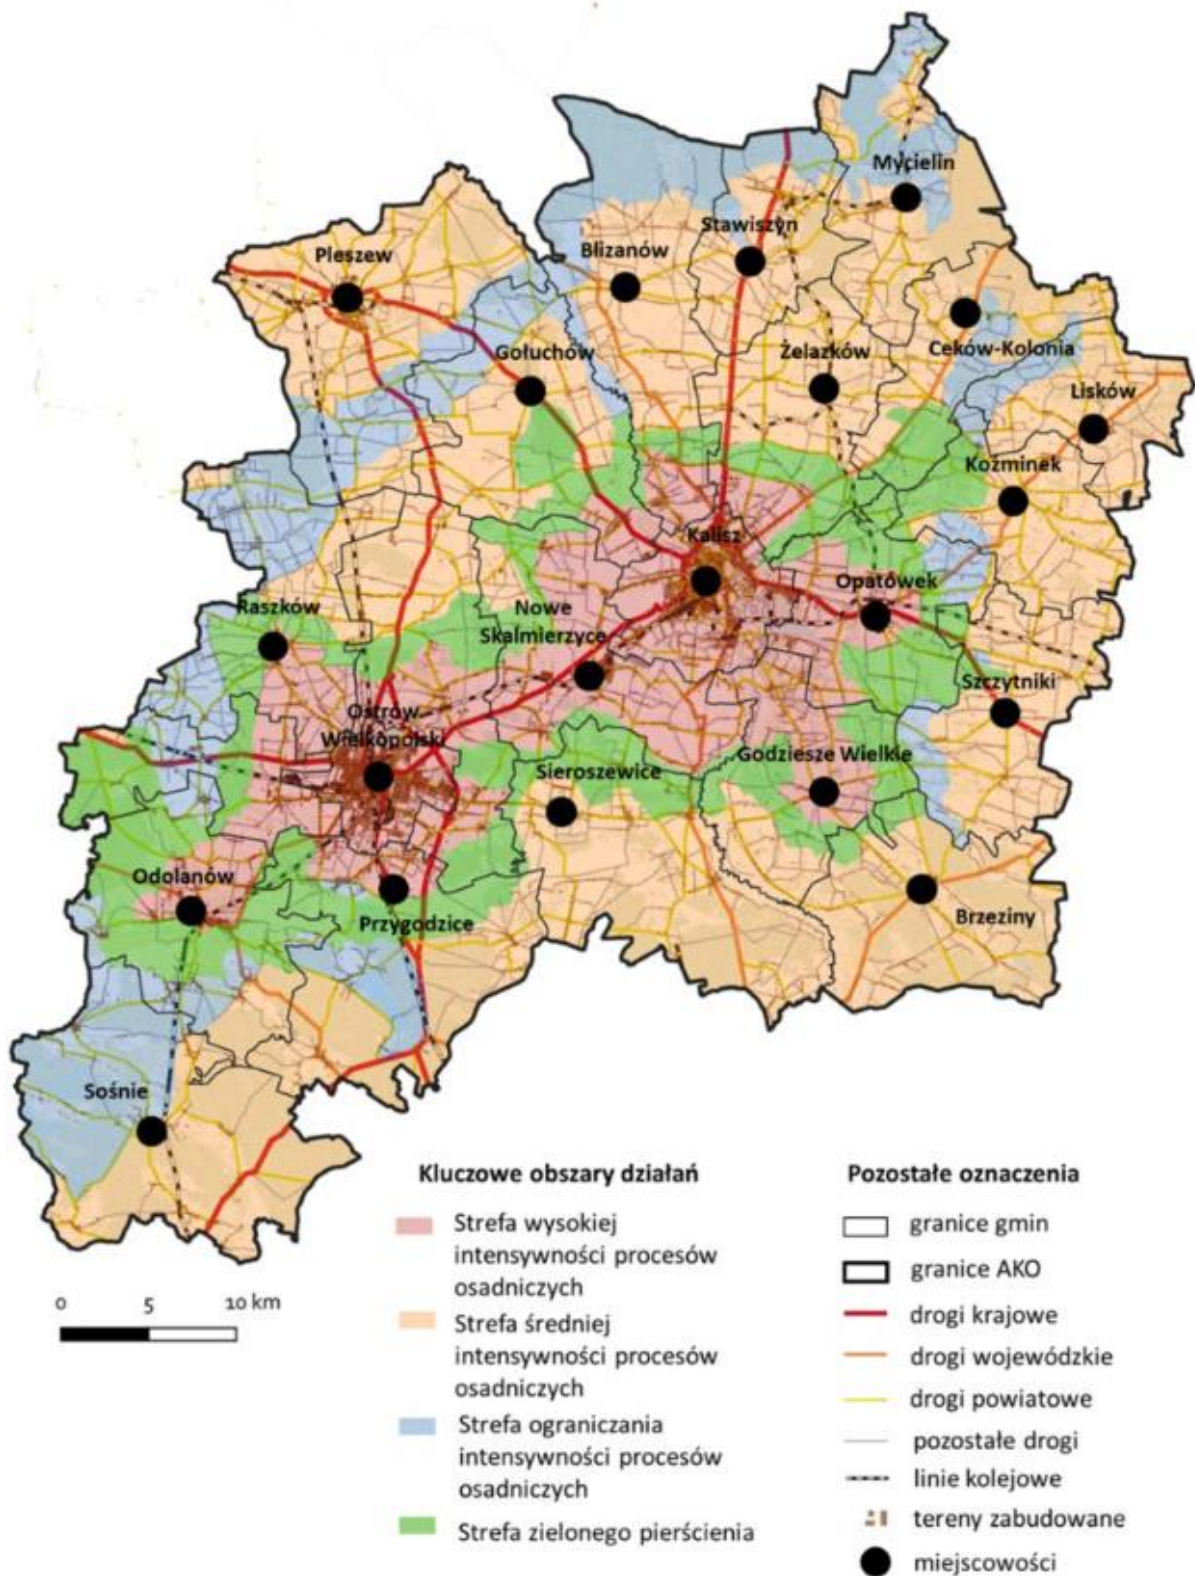 Mycielin
Stawiszyn
Blizanów
Pleszew
Gołuchów
Żelazków
Ceków-Kolonia
Lisków
Koźminek
Kalisz
Opatówek
Nowe
Skalmierzyce
Raszków
Szczytniki
Ostrów
Wielkopolski
Godziesze Wielkie
Sieroszewice
Odolanów
Przygodzice
Brzeziny
Sośnie
0 5 10 km
Kluczowe obszary działań
Strefa wysokiej
intensywności procesów
osadniczych
Strefa średniej
intensywności procesów
osadniczych
Strefa ograniczania
intensywności procesów
osadniczych
Strefa zielonego pierścienia
Pozostałe oznaczenia
granice gmin
granice AKO
drogi krajowe
drogi wojewódzkie
drogi powiatowe
pozostałe drogi
linie kolejowe
tereny zabudowane
miejscowości